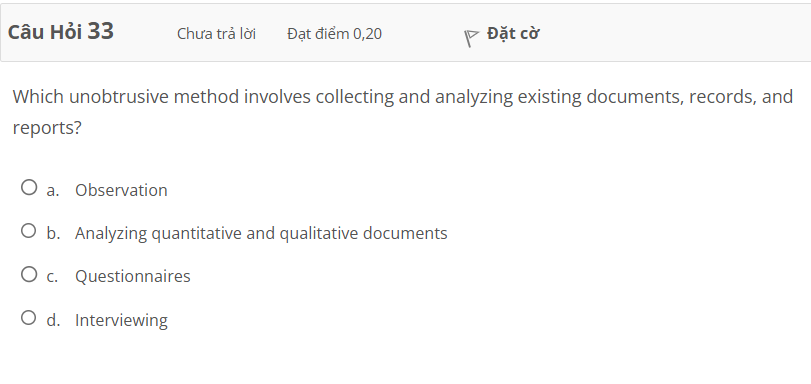 Câu Hỏi 33 Chưa trả lời Đạt điểm 0,20 Đặt cờ
Which unobtrusive method involves collecting and analyzing existing documents, records, and
reports?
a. Observation
b. Analyzing quantitative and qualitative documents
c. Questionnaires
d. Interviewing